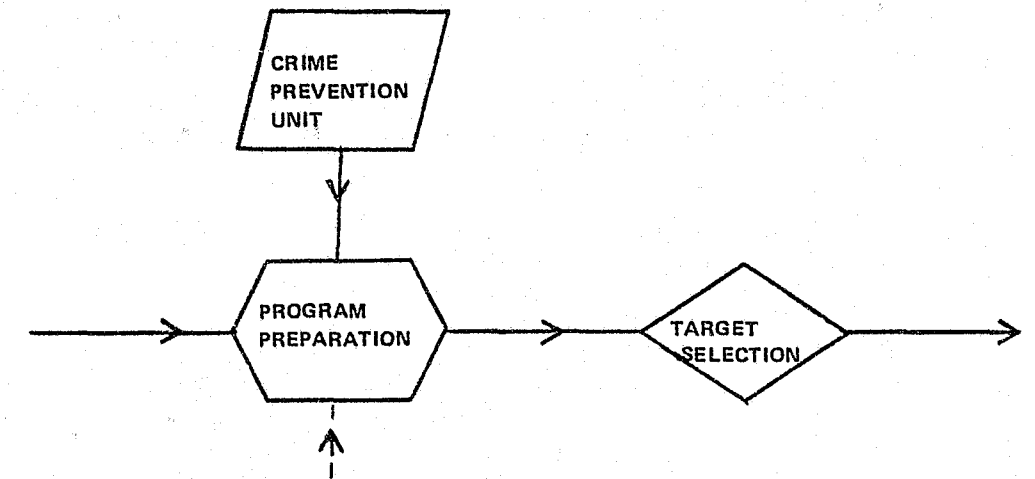 CRIME
PREVENTION
UNIT
PROGRAM
PREPARATION
TARGET
SELECTION